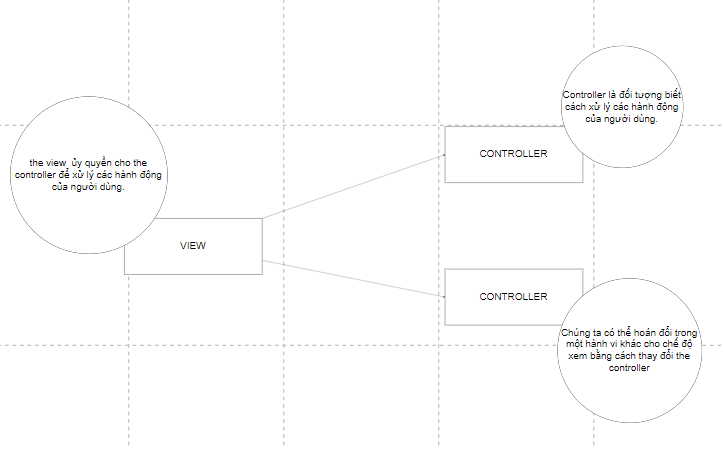 Controller là đối tượng biết
cách xử lý các hành động
của người dùng.
CONTROLLER
the view ủy quyền cho the
controller để xử lý các hành động
của người dùng.
VIEW
CONTROLLER
Chúng ta có thể hoán đổi trong
một hành vi khác cho chế độ
xem bằng cách thay đổi the
controller